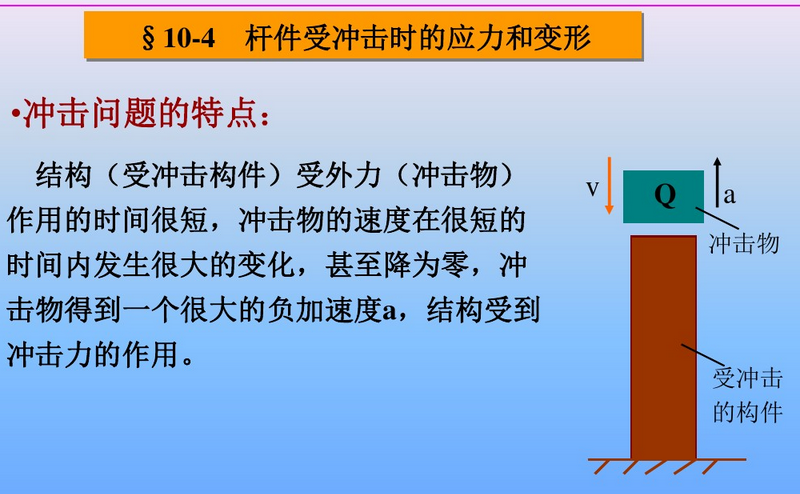 §10-4 杆件受冲击时的应力和变形
•冲击问题的特点：
结构（受冲击构件）受外力（冲击物）
作用的时间很短，冲击物的速度在很短的
时间内发生很大的变化，甚至降为零，冲
击物得到一个很大的负加速度a，结构受到
冲击力的作用。
v
Q
a
冲击物
受冲击
的构件